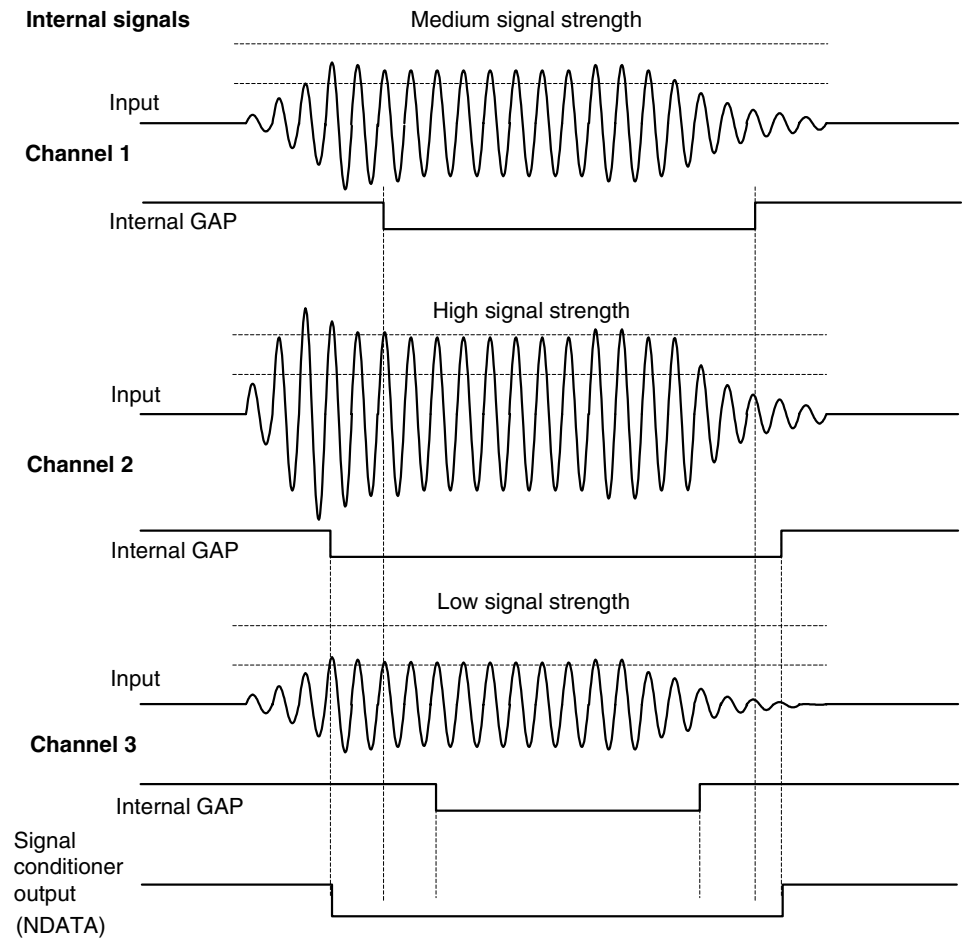 Internal signals
Medium signal strength
Input
Channel 1
Internal GAP
High signal strength
Input
Channel 2
Internal GAP
Low signal strength
Input
Channel 3
Internal GAP
Signal
conditioner
output
(NDATA)